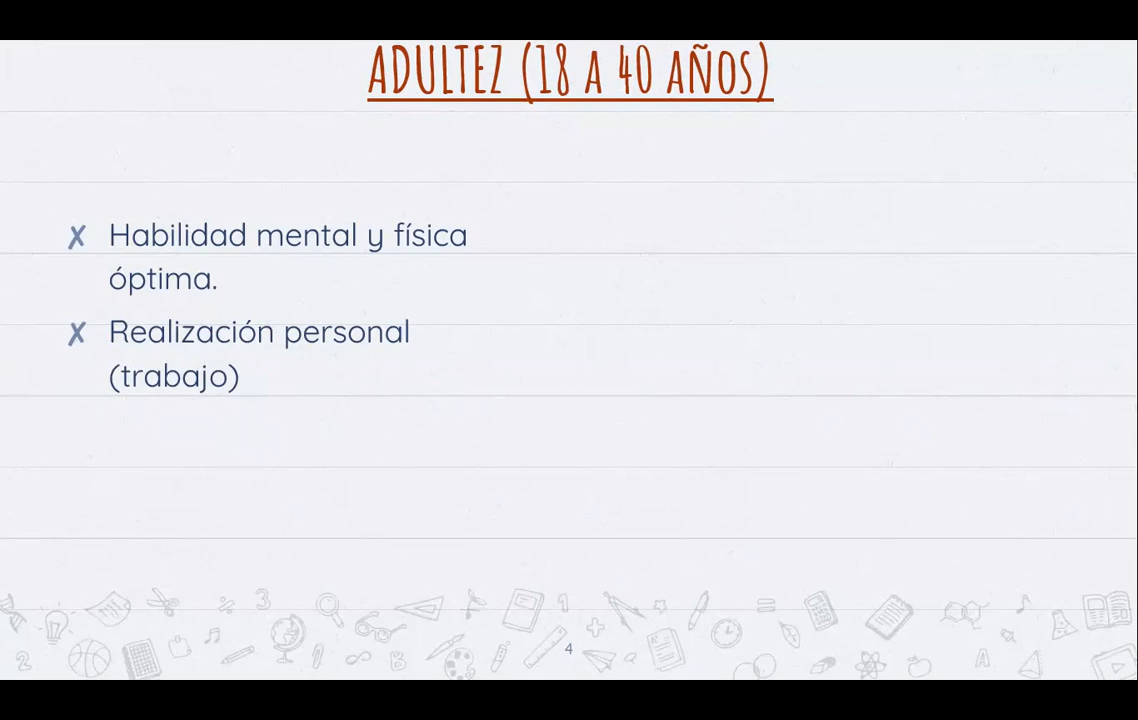 ADULTEZ (18 A 40 AÑOS)
✗ Habilidad mental y física
óptima.
✗ Realización personal
(trabajo)
4